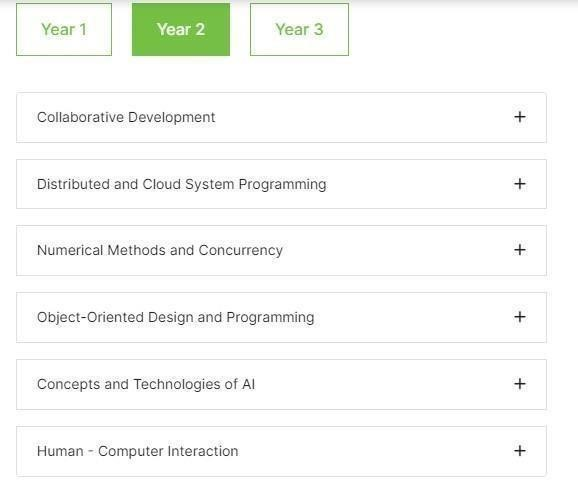 Year 1 Year 2 Year 3
Collaborative Development +
Distributed and Cloud System Programming +
Numerical Methods and Concurrency +
Object-Oriented Design and Programming +
Concepts and Technologies of AI +
Human - Computer Interaction +